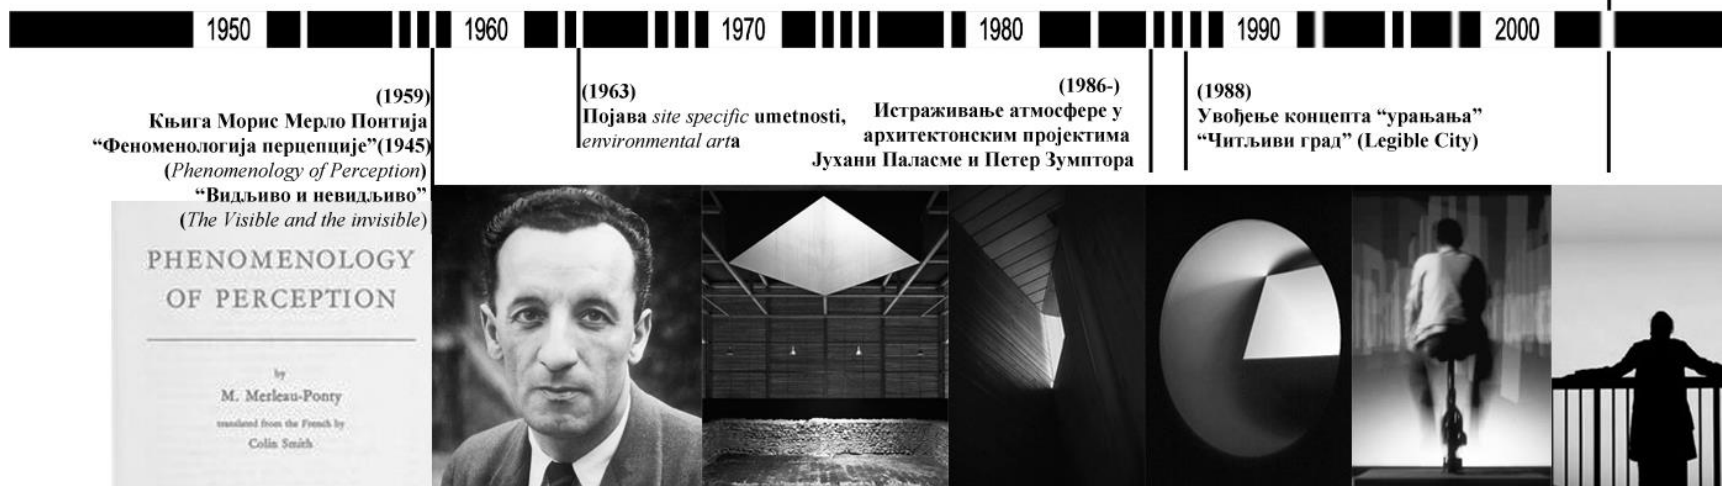 1950
1960
1970
1980
1990
2000
(1959)
Књига Морис Мерло Понтија
“Феноменологија перцепције”(1945)
(Phenomenology of Perception)
“Видљиво и невидљиво”
(The Visible and the invisible)
(1963)
Појава site specific umetnosti,
environmental artа
(1986-)
Истраживање атмосфере у
архитектонским пројектима
Јухани Паласме и Петер Зумптора
(1988)
Увођење концепта “урањања”
“Читљиви град” (Legible City)
PHENOMENOLOGY
OF PERCEPTION
by
M. Merleau-Ponty
translated from the French by
Colin Smith